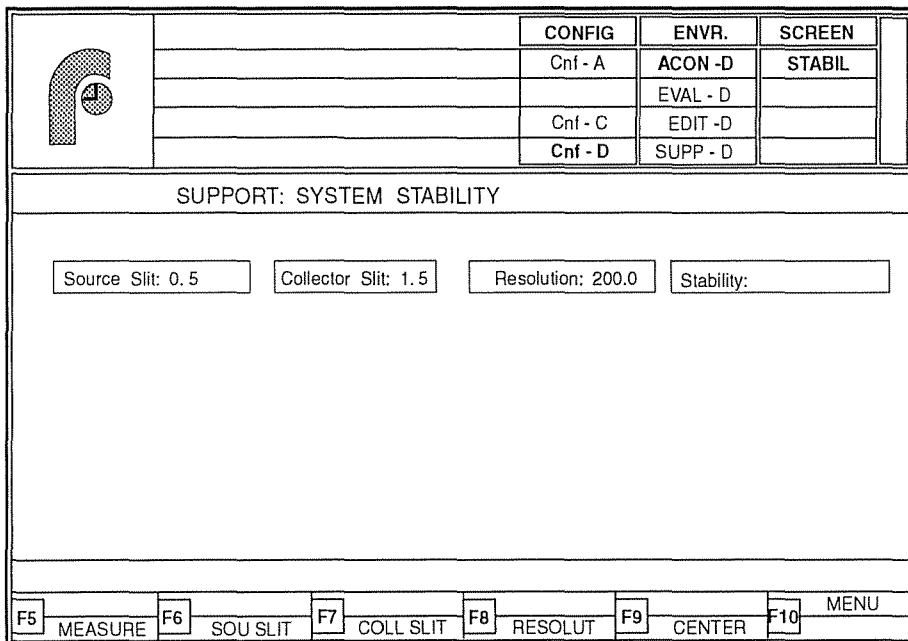 CONFIG ENVR. SCREEN
Cnf - A ACON -D STABIL
EVAL - D
Cnf - C EDIT -D
Cnf - D SUPP - D
SUPPORT: SYSTEM STABILITY
Source Slit: 0.5 Collector Slit: 1.5 Resolution: 200.0 Stability:
F5 MEASURE F6 SOU SLIT F7 COLL SLIT F8 RESOLUT F9 CENTER F10 MENU